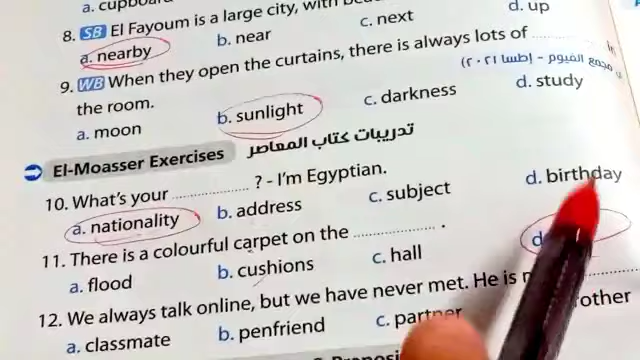 a. cupboard
8. SB El Fayoum is a large city, with
a. nearby b. near c. next d. up
9. WB When they open the curtains, there is always lots of .......... in
the room. مجمع الفيوم - إطسا ٢٠٢١)
a. moon b. sunlight c. darkness d. study
El-Moasser Exercises تدريبات كتاب المعاصر
10. What's your .................. ? - I'm Egyptian.
a. nationality b. address c. subject d. birthday
11. There is a colourful carpet on the .................. .
a. flood b. cushions c. hall d.
12. We always talk online, but we have never met. He is
a. classmate b. penfriend c. partner